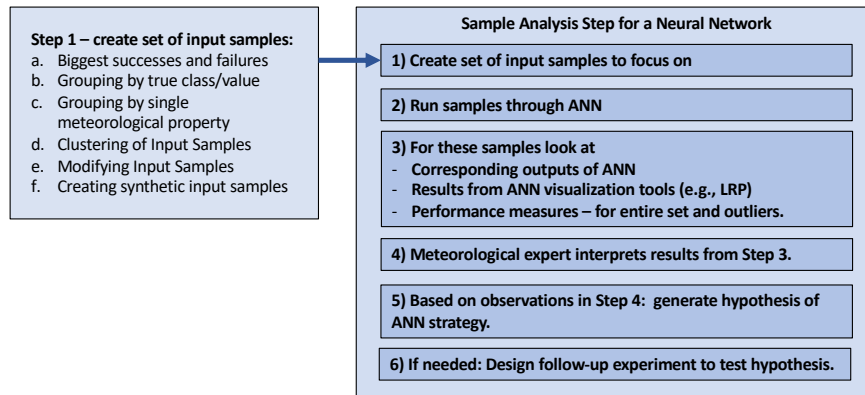 Step 1 – create set of input samples:
a. Biggest successes and failures
b. Grouping by true class/value
c. Grouping by single
meteorological property
d. Clustering of Input Samples
e. Modifying Input Samples
f. Creating synthetic input samples
Sample Analysis Step for a Neural Network
1) Create set of input samples to focus on
2) Run samples through ANN
3) For these samples look at
- Corresponding outputs of ANN
- Results from ANN visualization tools (e.g., LRP)
- Performance measures – for entire set and outliers.
4) Meteorological expert interprets results from Step 3.
5) Based on observations in Step 4: generate hypothesis of
ANN strategy.
6) If needed: Design follow-up experiment to test hypothesis.